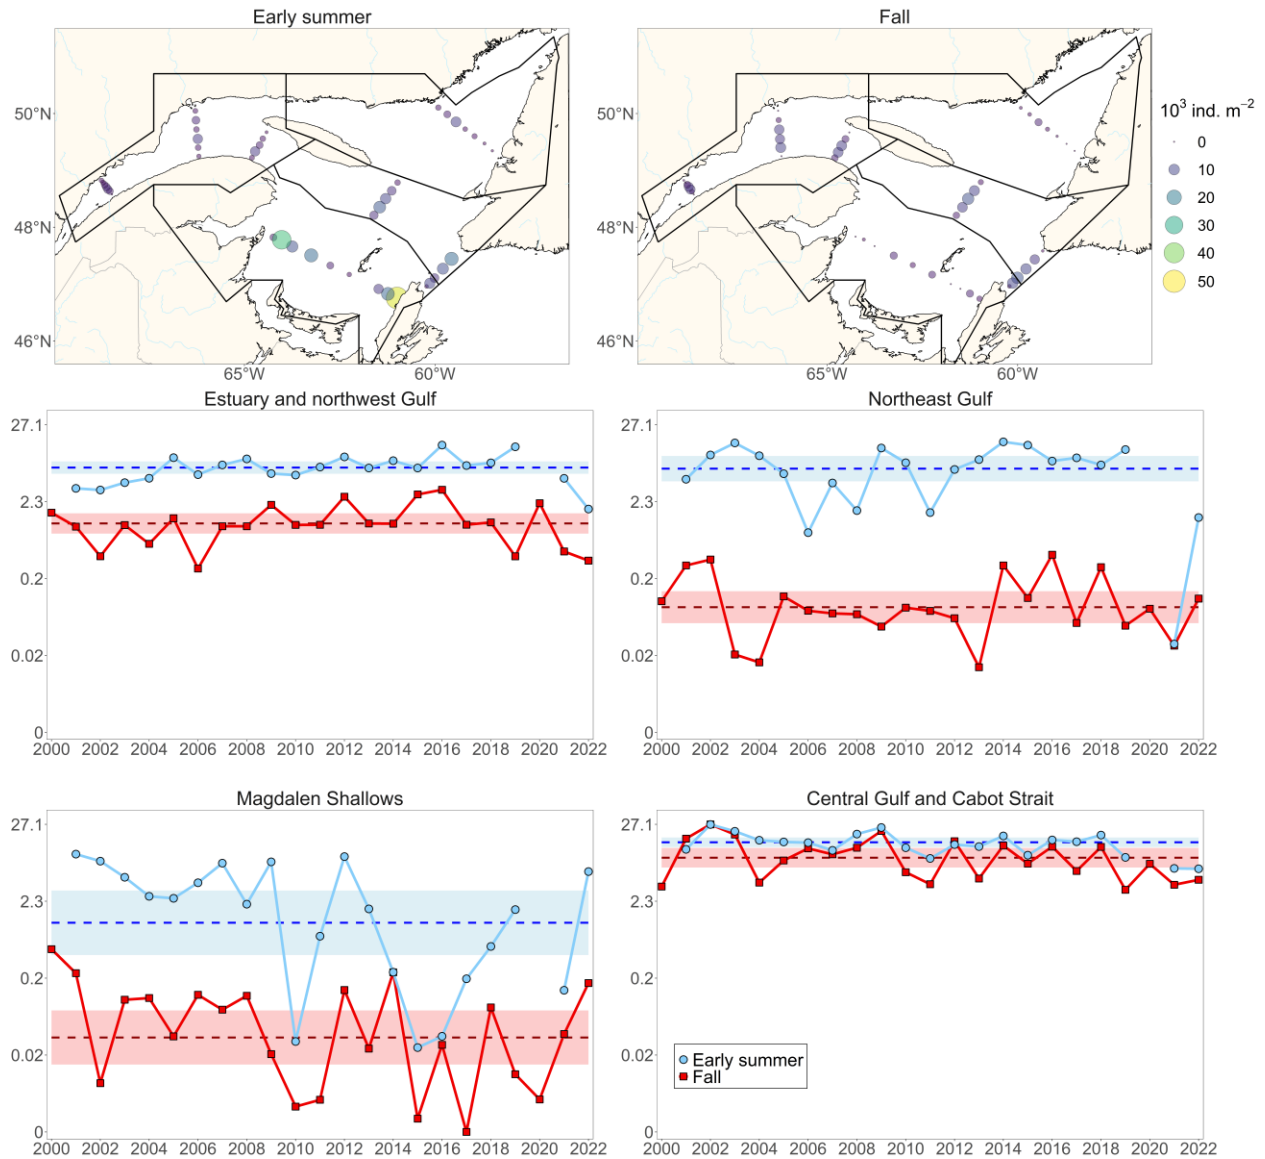 Early summer
Fall
50°N
48°N
46°N
65°W 60°W
50°N
48°N
46°N
65°W 60°W
10³ ind. m⁻²
0
10
20
30
40
50
Estuary and northwest Gulf
27.1
2.3
0.2
0.02
0
2000 2002 2004 2006 2008 2010 2012 2014 2016 2018 2020 2022
Northeast Gulf
27.1
2.3
0.2
0.02
0
2000 2002 2004 2006 2008 2010 2012 2014 2016 2018 2020 2022
Magdalen Shallows
27.1
2.3
0.2
0.02
0
2000 2002 2004 2006 2008 2010 2012 2014 2016 2018 2020 2022
Central Gulf and Cabot Strait
27.1
2.3
0.2
0.02
0
Early summer
Fall
2000 2002 2004 2006 2008 2010 2012 2014 2016 2018 2020 2022